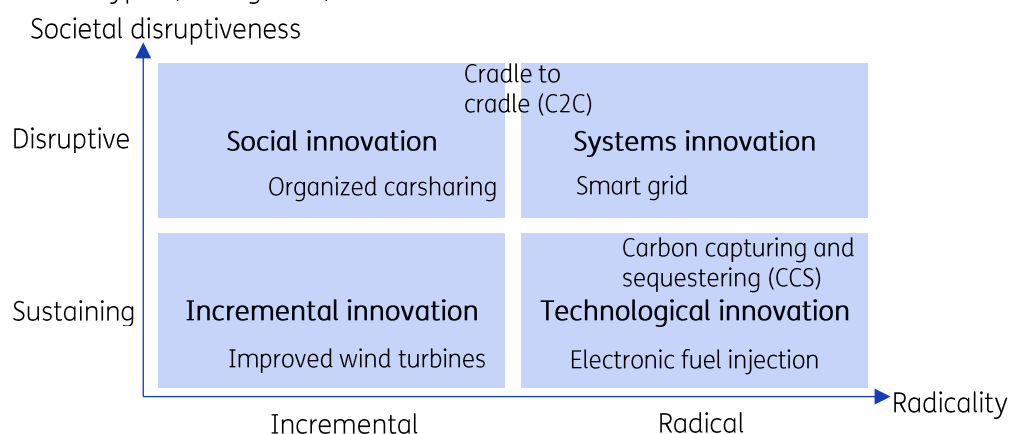 Societal disruptiveness
Cradle to
cradle (C2C)
Disruptive
Social innovation
Systems innovation
Organized carsharing
Smart grid
Carbon capturing and
sequestering (CCS)
Sustaining
Incremental innovation
Technological innovation
Improved wind turbines
Electronic fuel injection
Radicality
Incremental
Radical